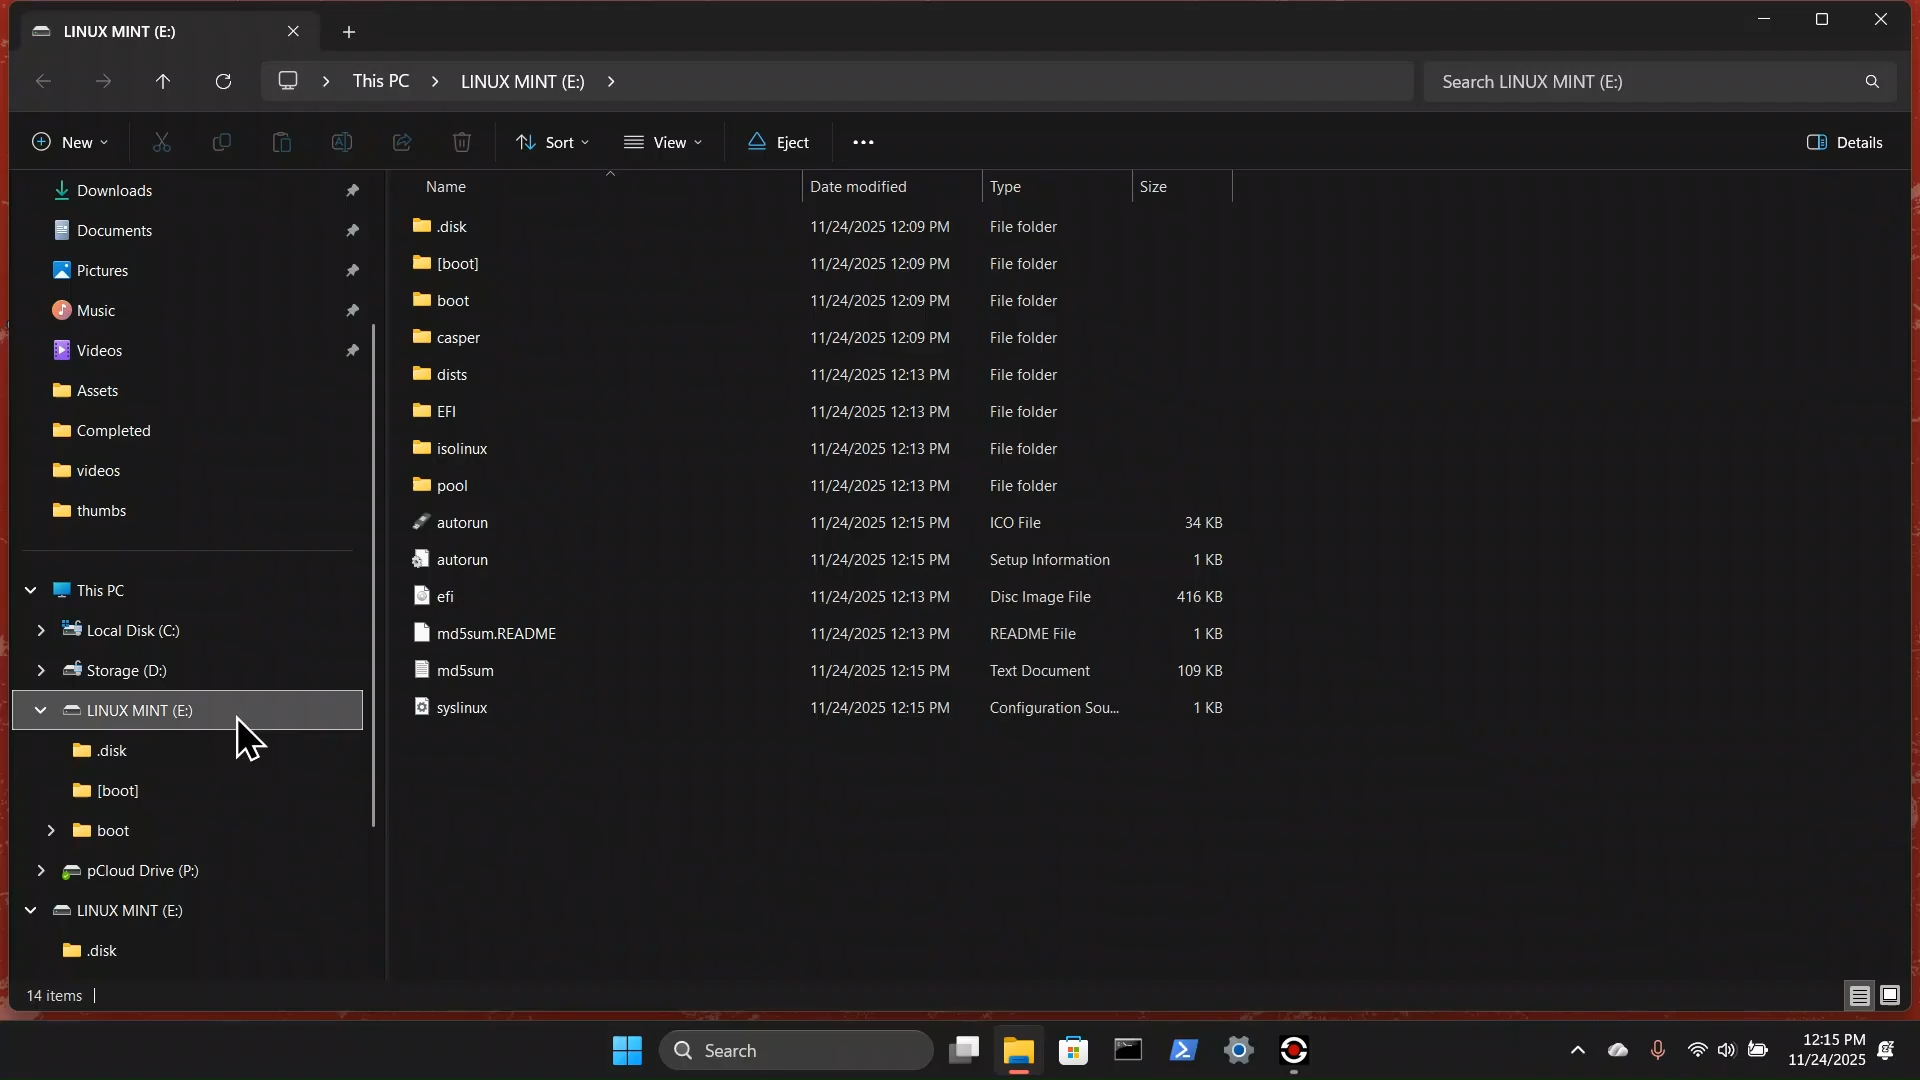 LINUX MINT (E:)
This PC
LINUX MINT (E:)
Search LINUX MINT (E:)
New
Sort
View
Eject
Details
Downloads
Documents
Pictures
Music
Videos
Assets
Completed
videos
thumbs
This PC
Local Disk (C:)
Storage (D:)
LINUX MINT (E:)
.disk
[boot]
boot
pCloud Drive (P:)
LINUX MINT (E:)
.disk
Name Date modified Type Size
.disk 11/24/2025 12:09 PM File folder
[boot] 11/24/2025 12:09 PM File folder
boot 11/24/2025 12:09 PM File folder
casper 11/24/2025 12:09 PM File folder
dists 11/24/2025 12:13 PM File folder
EFI 11/24/2025 12:13 PM File folder
isolinux 11/24/2025 12:13 PM File folder
pool 11/24/2025 12:13 PM File folder
autorun 11/24/2025 12:15 PM ICO File 34 KB
autorun 11/24/2025 12:15 PM Setup Information 1 KB
efi 11/24/2025 12:13 PM Disc Image File 416 KB
md5sum.README 11/24/2025 12:13 PM README File 1 KB
md5sum 11/24/2025 12:15 PM Text Document 109 KB
syslinux 11/24/2025 12:15 PM Configuration Sou... 1 KB
14 items
Search
12:15 PM
11/24/2025